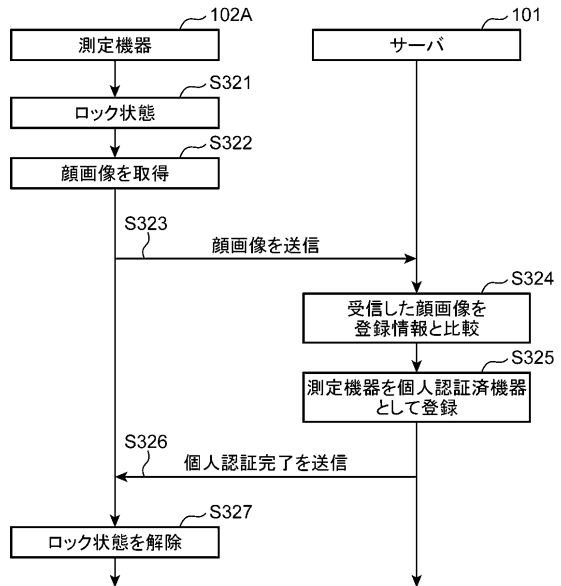 102A
101
測定機器
サーバ
S321
ロック状態
S322
顔画像を取得
S323
顔画像を送信
S324
受信した顔画像を
登録情報と比較
S325
測定機器を個人認証済機器
として登録
S326
個人認証完了を送信
S327
ロック状態を解除